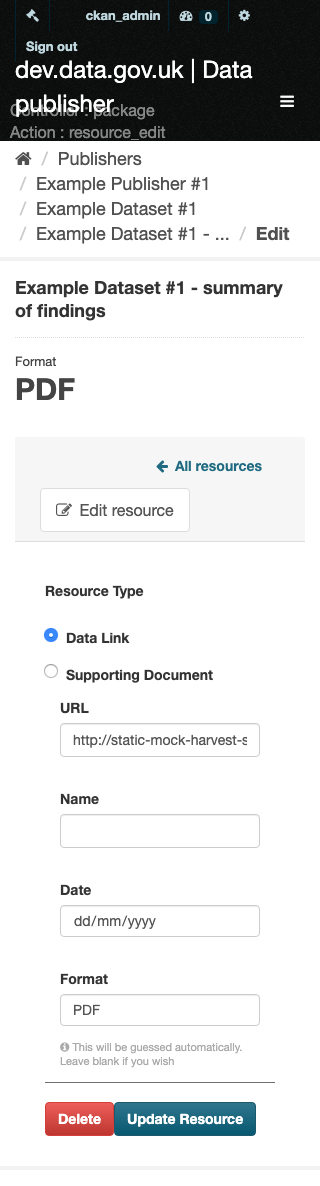 ckan_admin 0
Sign out
dev.data.gov.uk | Data
publisher
Controller : package
Action : resource_edit
/ Publishers
/ Example Publisher #1
/ Example Dataset #1
/ Example Dataset #1 - ... / Edit
Example Dataset #1 - summary
of findings
Format
PDF
All resources
Edit resource
Resource Type
Data Link
Supporting Document
URL
http://static-mock-harvest-s
Name
Date
dd/mm/yyyy
Format
PDF
This will be guessed automatically.
Leave blank if you wish
Delete Update Resource